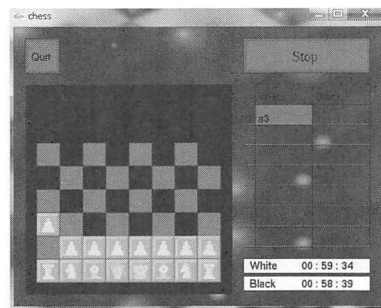 chess
Quit
Stop
a3
White 00 : 59 : 34
Black 00 : 58 : 39